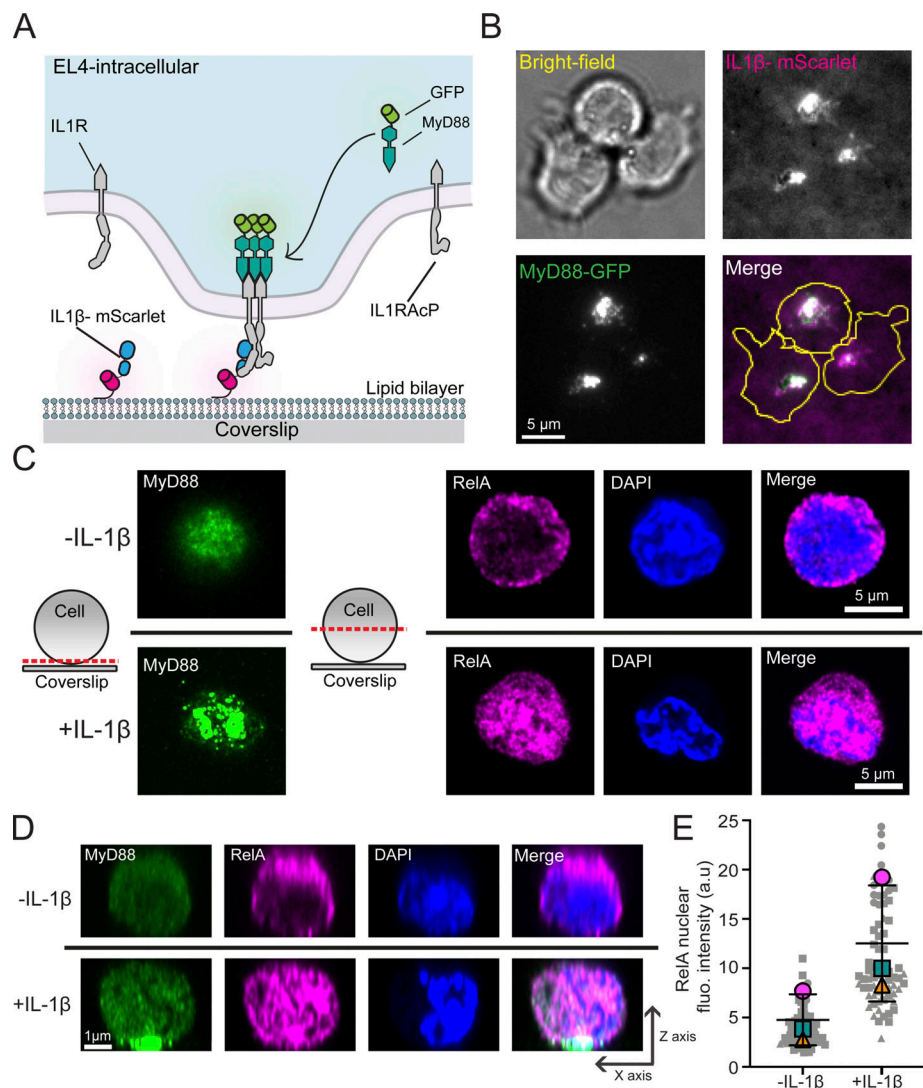 A
EL4-intracellular
GFP
MyD88
IL1R
IL1RAcP
IL1β- mScarlet
Lipid bilayer
Coverslip
B
Bright-field
IL1β- mScarlet
MyD88-GFP
Merge
5 µm
C
MyD88
RelA
DAPI
Merge
-IL-1β
5 µm
Cell
Coverslip
Cell
Coverslip
MyD88
RelA
DAPI
Merge
+IL-1β
5 µm
D
MyD88
RelA
DAPI
Merge
-IL-1β
+IL-1β
1µm
Z axis
X axis
E
RelA nuclear
fluo. intensity (a.u)
25
20
15
10
5
0
-IL-1β
+IL-1β